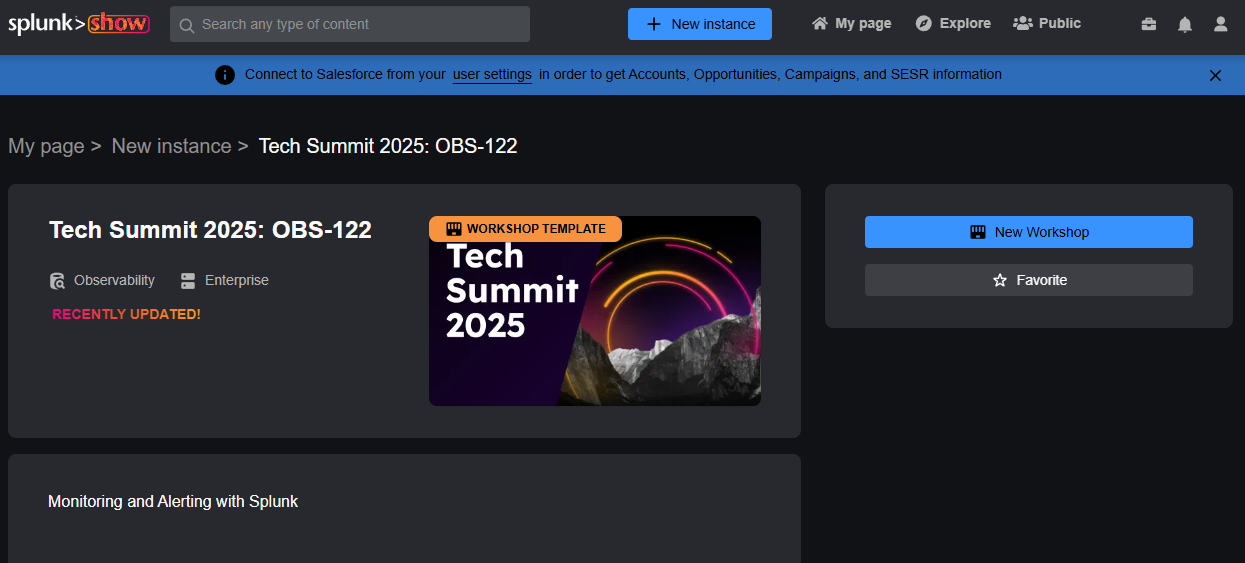 splunk>show
Search any type of content
New instance
My page
Explore
Public
Connect to Salesforce from your user settings in order to get Accounts, Opportunities, Campaigns, and SESR information
My page > New instance > Tech Summit 2025: OBS-122
Tech Summit 2025: OBS-122
Observability
Enterprise
RECENTLY UPDATED!
WORKSHOP TEMPLATE
Tech
Summit
2025
New Workshop
Favorite
Monitoring and Alerting with Splunk